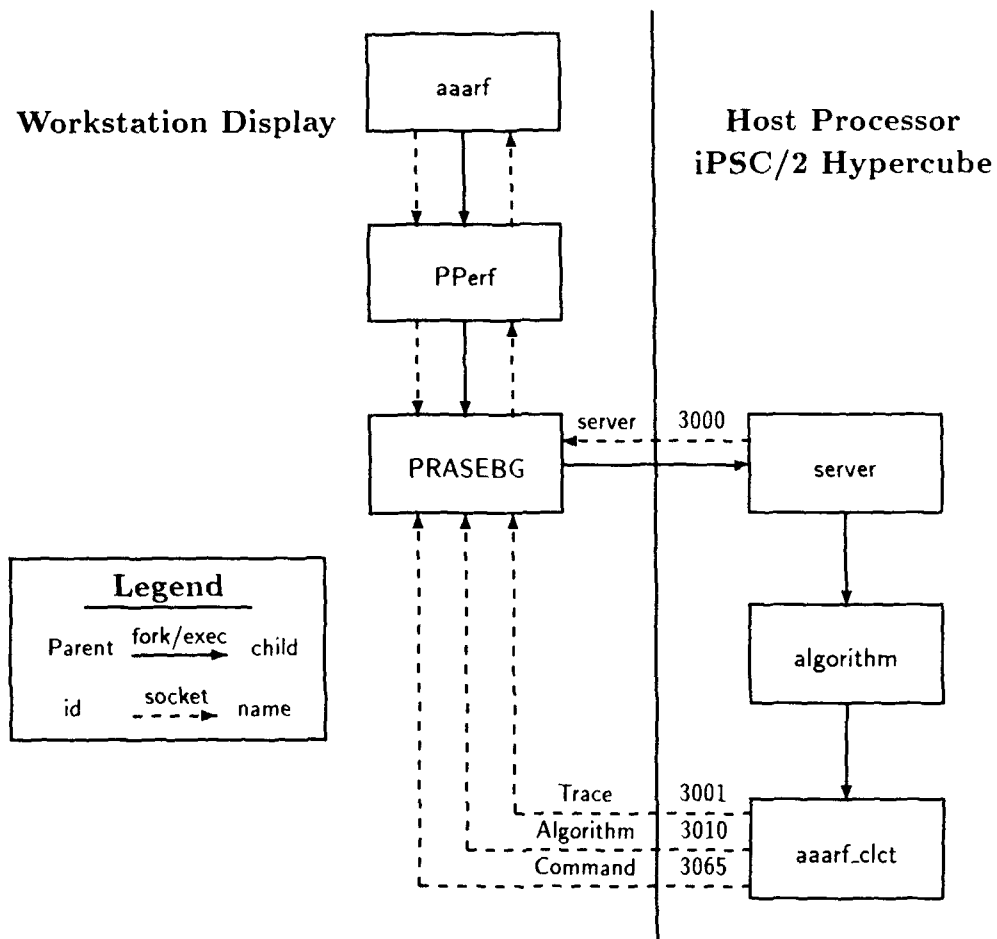 aaarf
Workstation Display
Host Processor
iPSC/2 Hypercube
PPerf
server 3000
PRASEBG
server
Legend
Parent fork/exec child
id socket name
algorithm
Trace 3001
Algorithm 3010
Command 3065
aaarf_clct